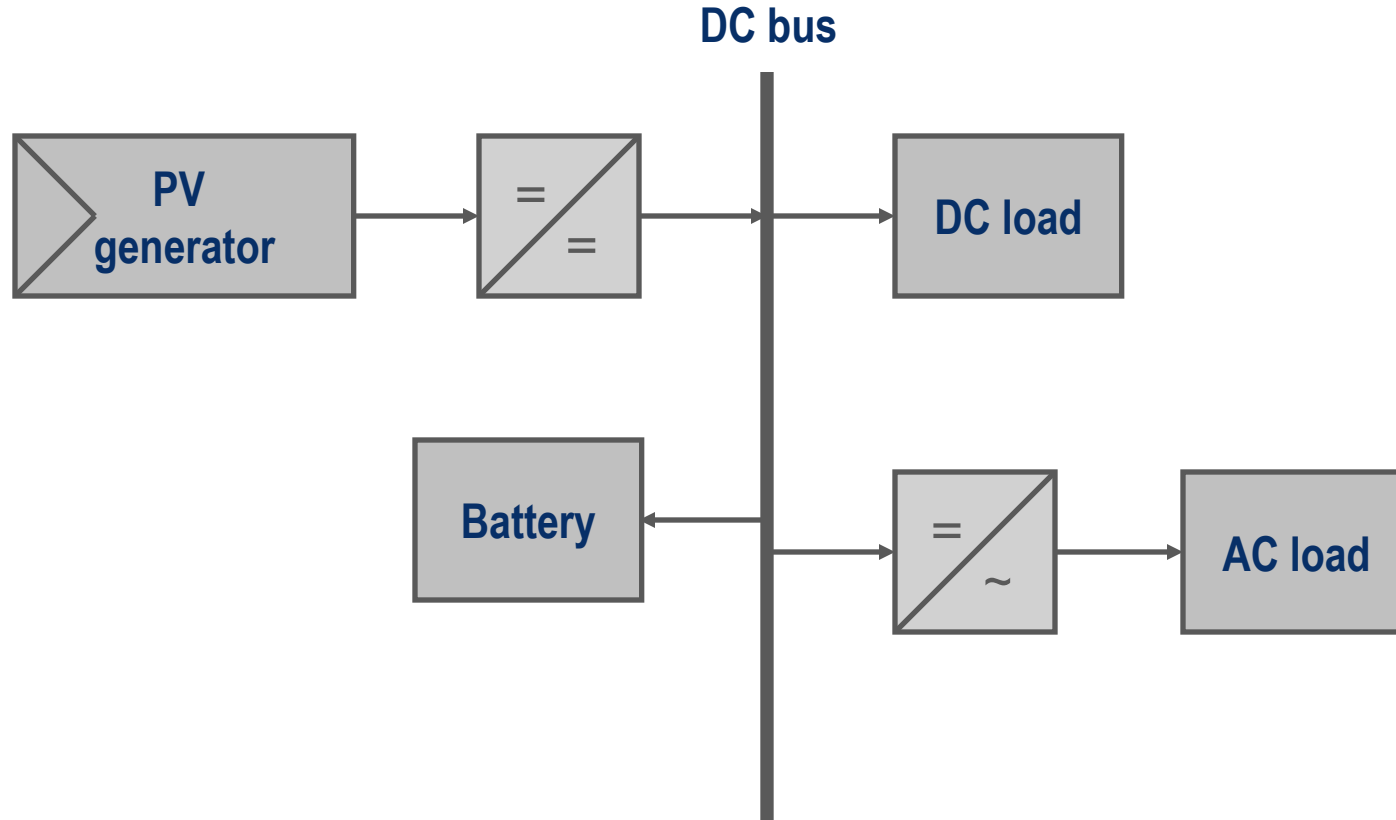 DC bus
PV
generator
=
=
DC load
Battery
=
~
AC load